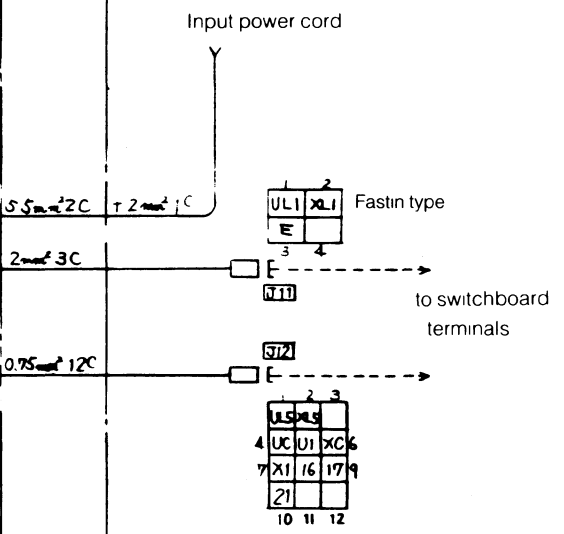 Input power cord
5.5mm²2C + 2mm² 1C
1 2
UL1 XL1 Fastin type
E
3 4
2mm² 3C
J11
to switchboard
terminals
J12
0.75mm² 12C
1 2 3
UL5 XL5
4 UC U1 XC 6
7 X1 16 17 9
21
10 11 12